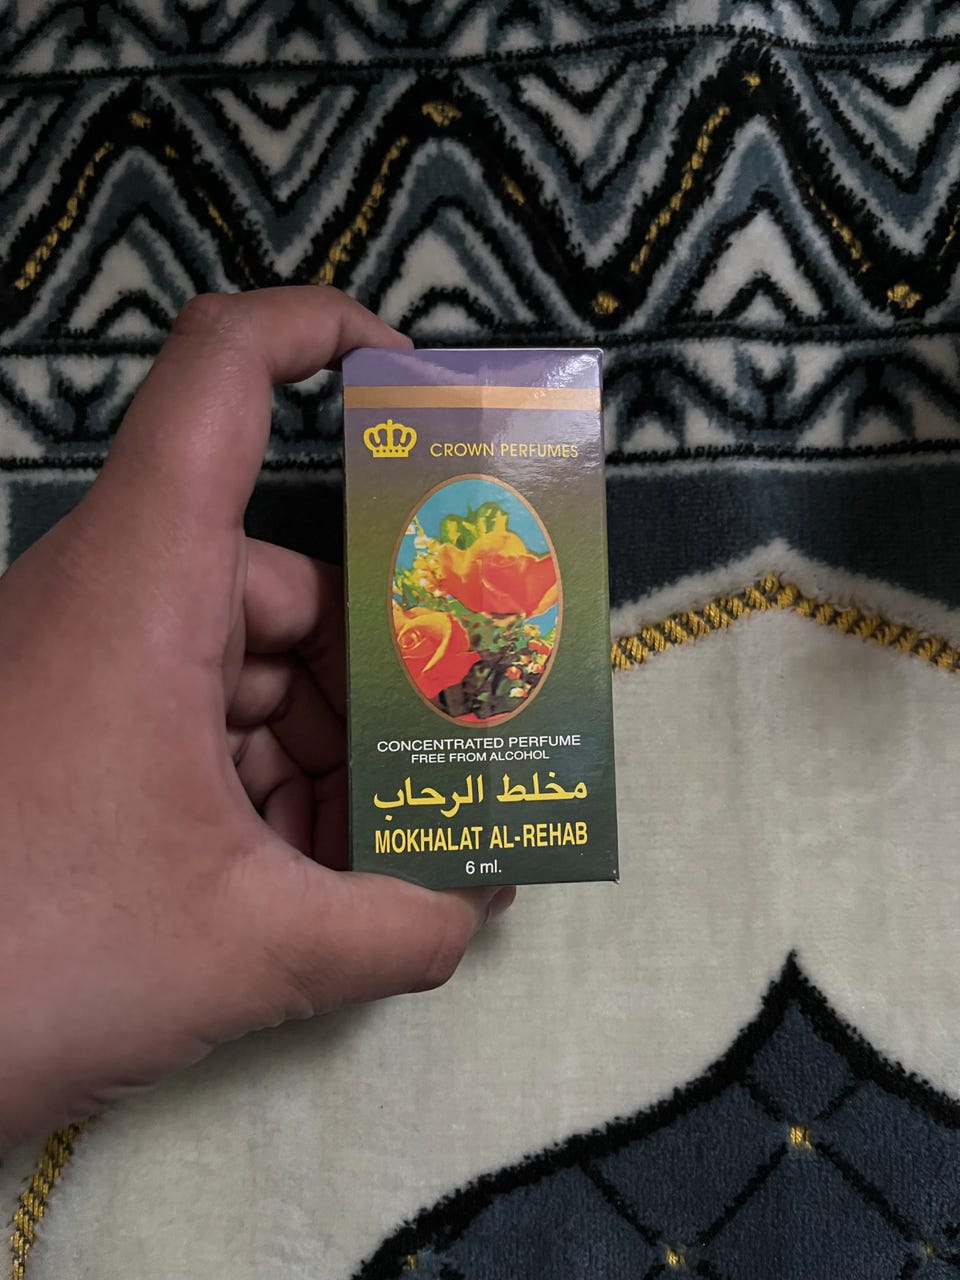 CROWN PERFUMES
CONCENTRATED PERFUME
FREE FROM ALCOHOL
مخلط الرحاب
MOKHALAT AL-REHAB
6 ml.